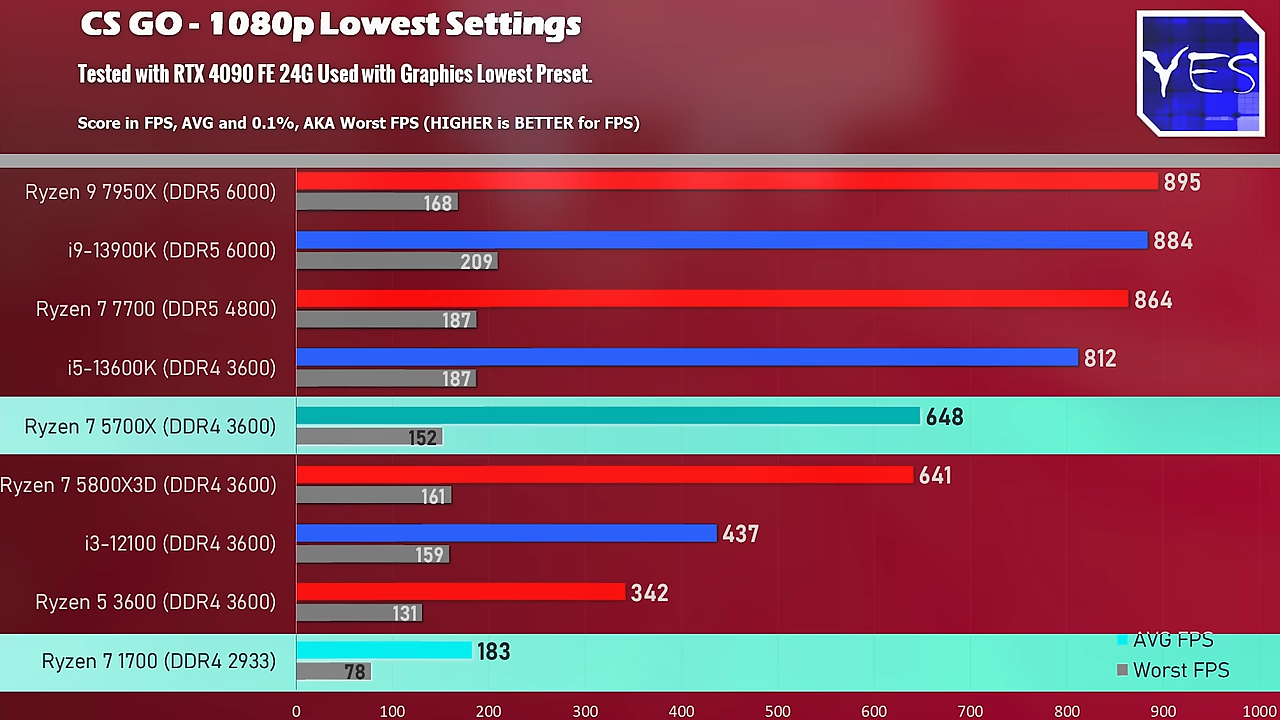 CS GO - 1080p Lowest Settings
Tested with RTX 4090 FE 24G Used with Graphics Lowest Preset.
YES
Score in FPS, AVG and 0.1%, AKA Worst FPS (HIGHER is BETTER for FPS)
Ryzen 9 7950X (DDR5 6000) 895
168
i9-13900K (DDR5 6000) 884
209
Ryzen 7 7700 (DDR5 4800) 864
187
i5-13600K (DDR4 3600) 812
187
Ryzen 7 5700X (DDR4 3600) 648
152
Ryzen 7 5800X3D (DDR4 3600) 641
161
i3-12100 (DDR4 3600) 437
159
Ryzen 5 3600 (DDR4 3600) 342
131
Ryzen 7 1700 (DDR4 2933) 183
78
AVG FPS
Worst FPS
0 100 200 300 400 500 600 700 800 900 1000